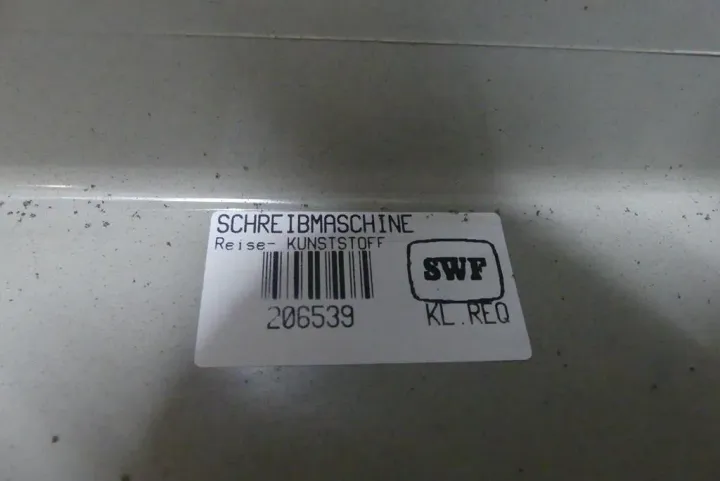 SCHREIBMASCHINE
Reise- KUNSTSTOFF
SWF
206539
KL.REQ